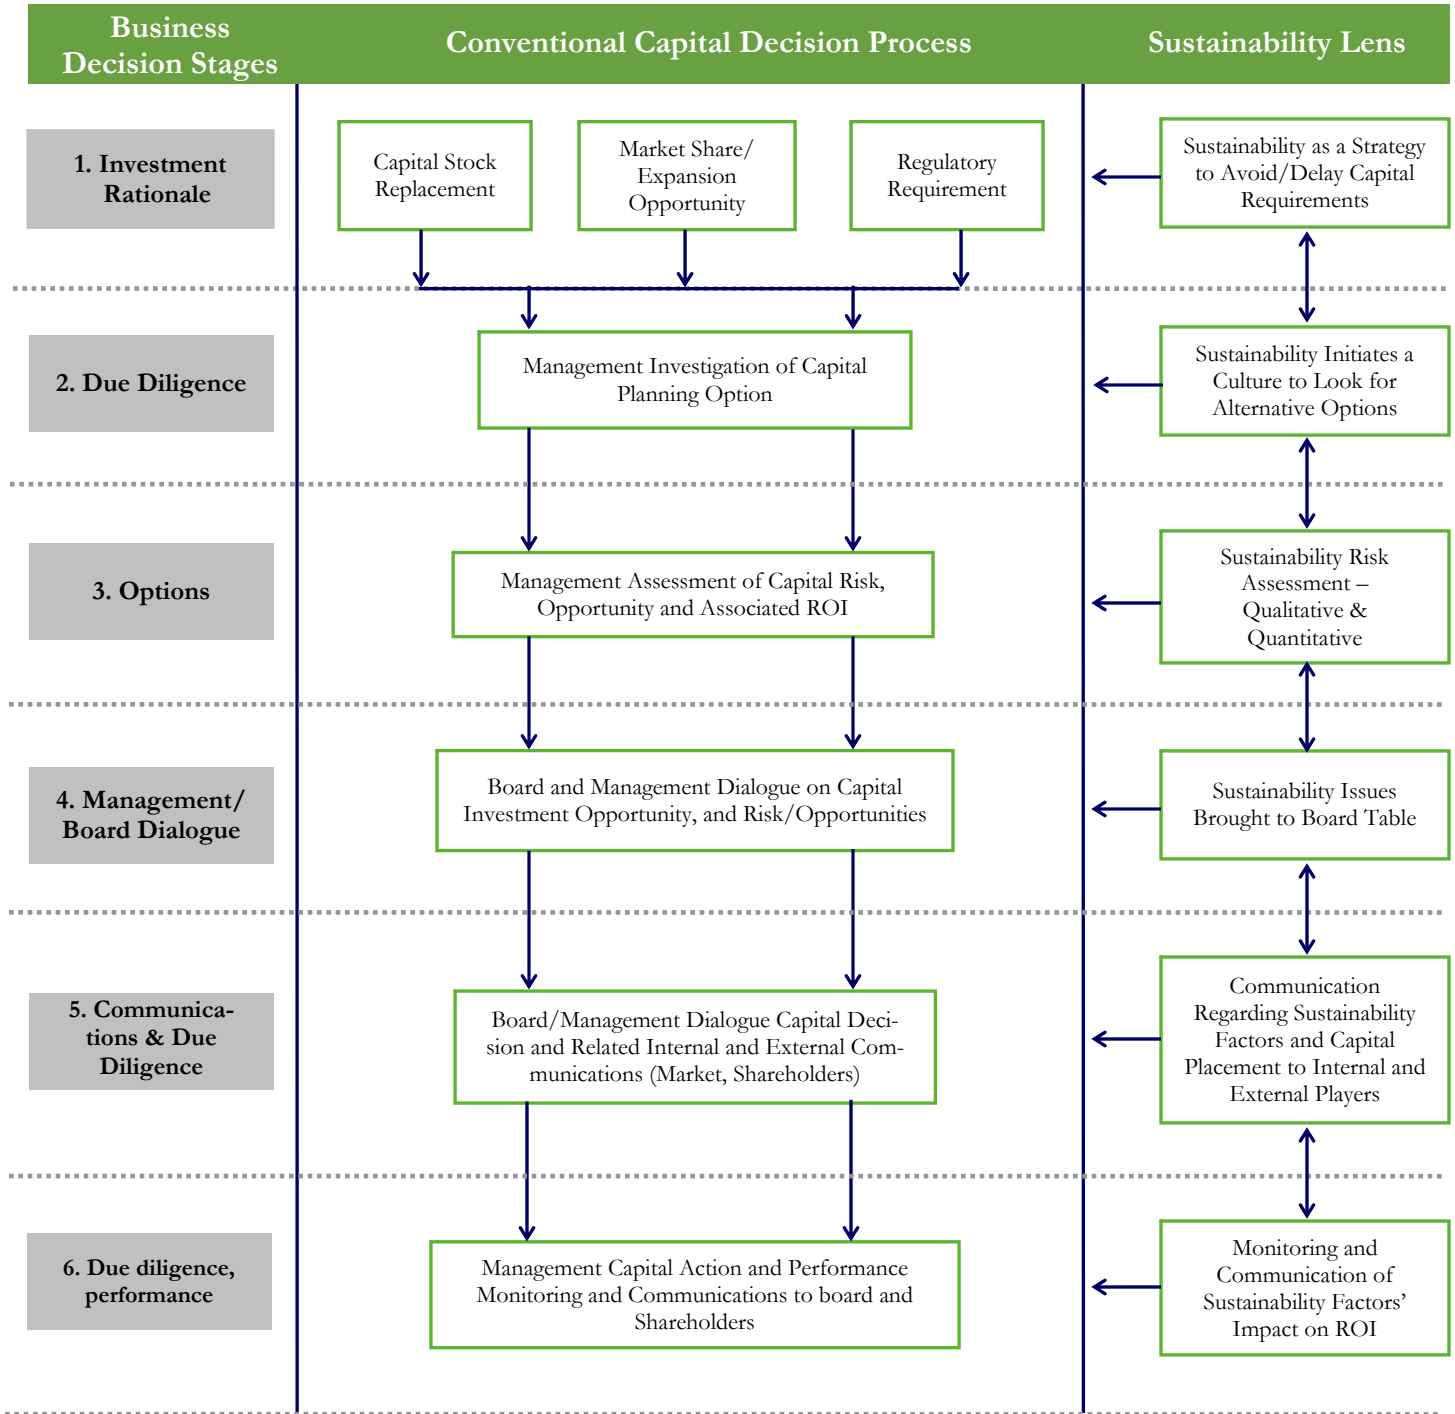 Business
Decision Stages
Conventional Capital Decision Process
Sustainability Lens
1. Investment
Rationale
Capital Stock
Replacement
Market Share/
Expansion
Opportunity
Regulatory
Requirement
Sustainability as a Strategy
to Avoid/Delay Capital
Requirements
2. Due Diligence
Management Investigation of Capital
Planning Option
Sustainability Initiates a
Culture to Look for
Alternative Options
3. Options
Management Assessment of Capital Risk,
Opportunity and Associated ROI
Sustainability Risk
Assessment –
Qualitative &
Quantitative
4. Management/
Board Dialogue
Board and Management Dialogue on Capital
Investment Opportunity, and Risk/Opportunities
Sustainability Issues
Brought to Board Table
5. Communica-
tions & Due
Diligence
Board/Management Dialogue Capital Deci-
sion and Related Internal and External Com-
munications (Market, Shareholders)
Communication
Regarding Sustainability
Factors and Capital
Placement to Internal and
External Players
6. Due diligence,
performance
Management Capital Action and Performance
Monitoring and Communications to board and
Shareholders
Monitoring and
Communication of
Sustainability Factors’
Impact on ROI